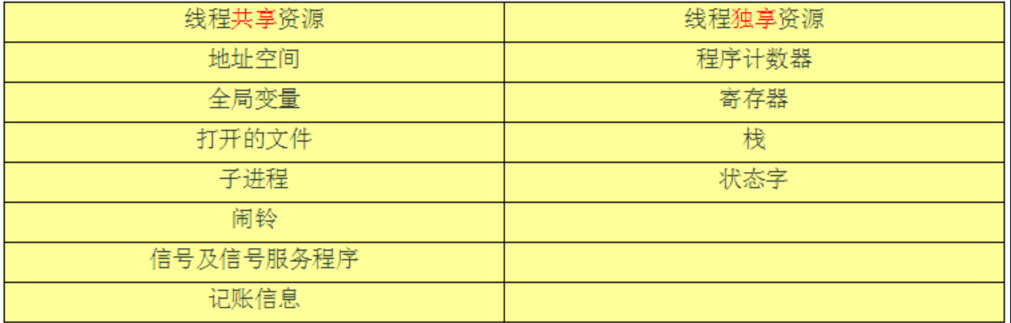 线程共享资源 线程独享资源
地址空间 程序计数器
全局变量 寄存器
打开的文件 栈
子进程 状态字
闹铃
信号及信号服务程序
记账信息